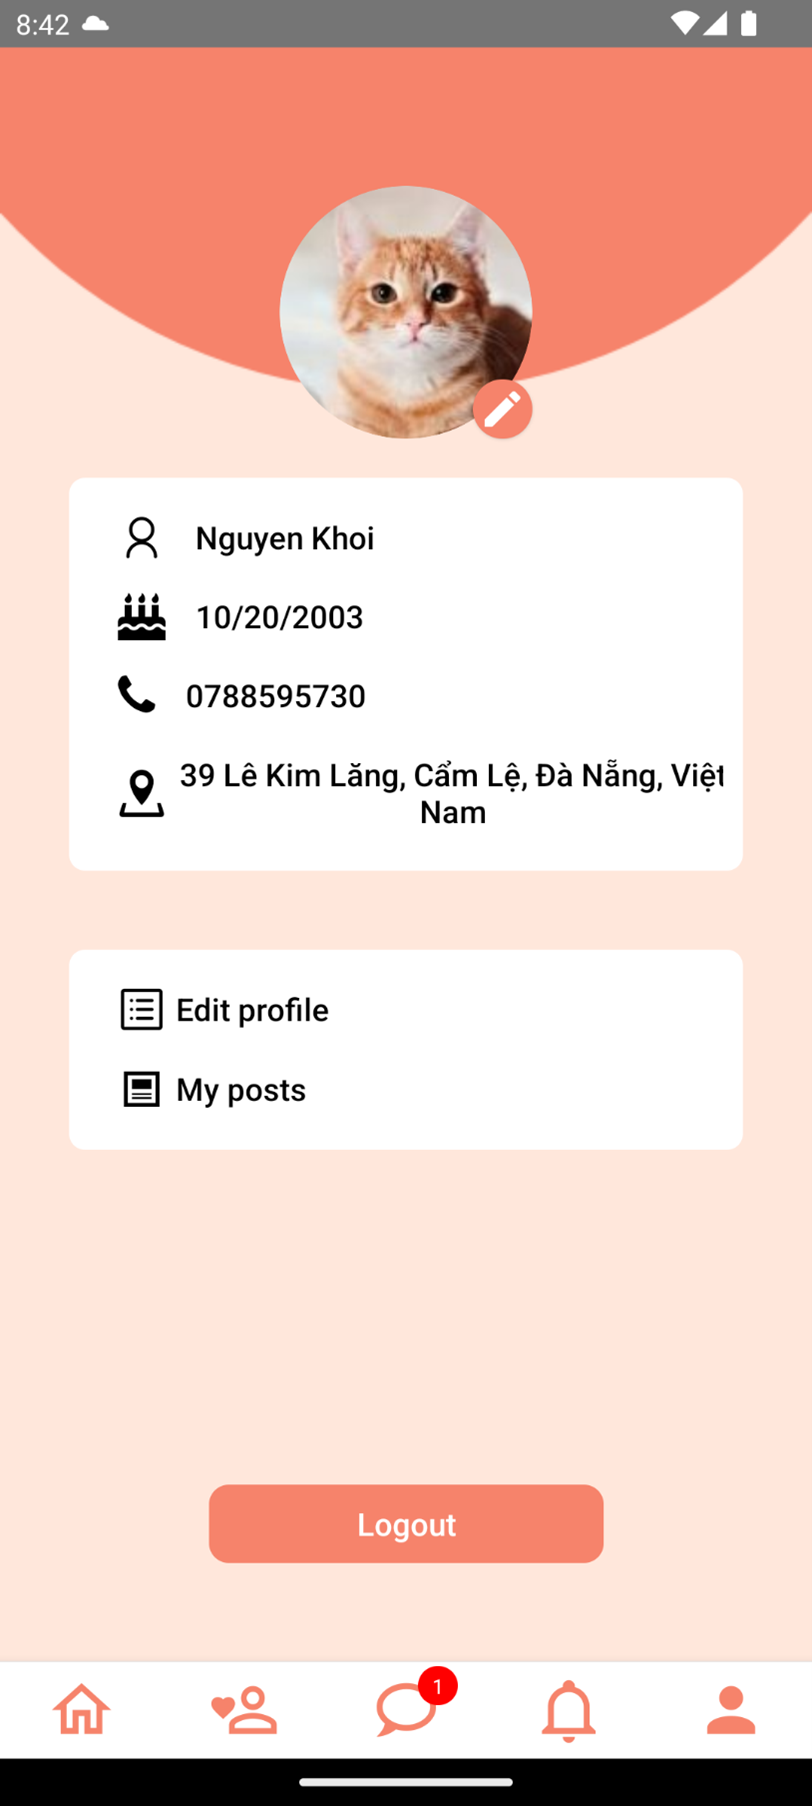 8:42
Nguyen Khoi
10/20/2003
0788595730
39 Lê Kim Lăng, Cẩm Lệ, Đà Nẵng, Việt
Nam
Edit profile
My posts
Logout
1